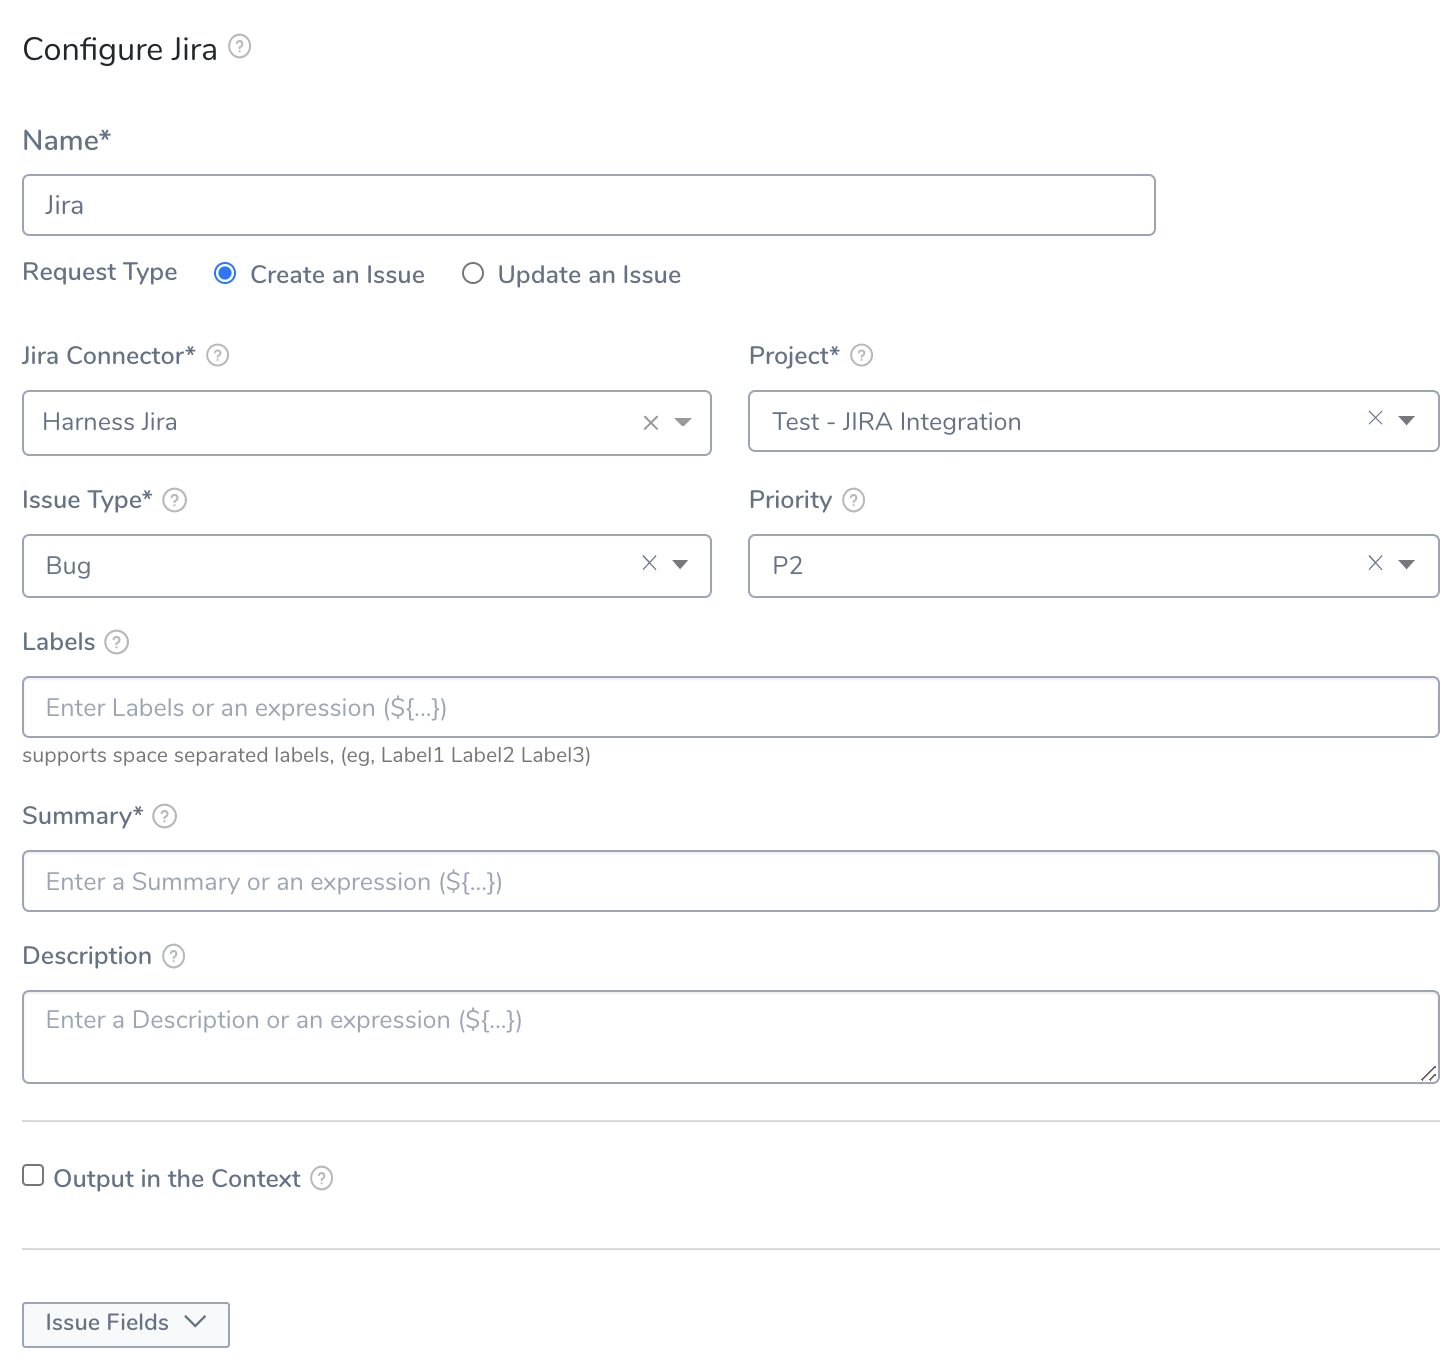 Configure Jira ?
Name*
Jira
Request Type Create an Issue Update an Issue
Jira Connector* ? Project* ?
Harness Jira Test - JIRA Integration
Issue Type* ? Priority ?
Bug P2
Labels ?
Enter Labels or an expression (${...})
supports space separated labels, (eg, Label1 Label2 Label3)
Summary* ?
Enter a Summary or an expression (${...})
Description ?
Enter a Description or an expression (${...})
Output in the Context ?
Issue Fields